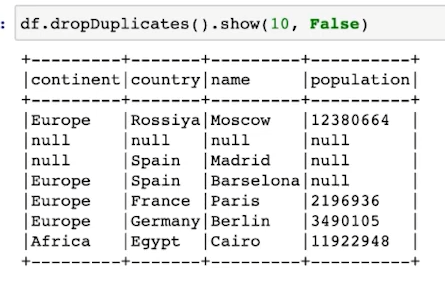 : df.dropDuplicates().show(10, False)
+---------+-------+---------+----------+
|continent|country|name     |population|
+---------+-------+---------+----------+
|Europe   |Rossiya|Moscow   |12380664  |
|null     |null   |null     |null      |
|null     |Spain  |Madrid   |null      |
|Europe   |Spain  |Barselona|null      |
|Europe   |France |Paris    |2196936   |
|Europe   |Germany|Berlin   |3490105   |
|Africa   |Egypt  |Cairo    |11922948  |
+---------+-------+---------+----------+